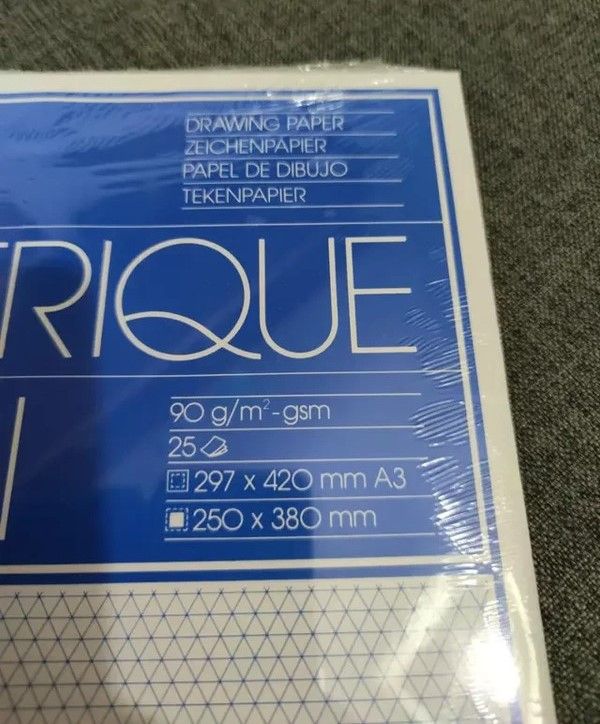 DRAWING PAPER
ZEICHENPAPIER
PAPEL DE DIBUJO
TEKENPAPIER
TRIQUE
90 g/m²-gsm
25
297 x 420 mm A3
250 x 380 mm